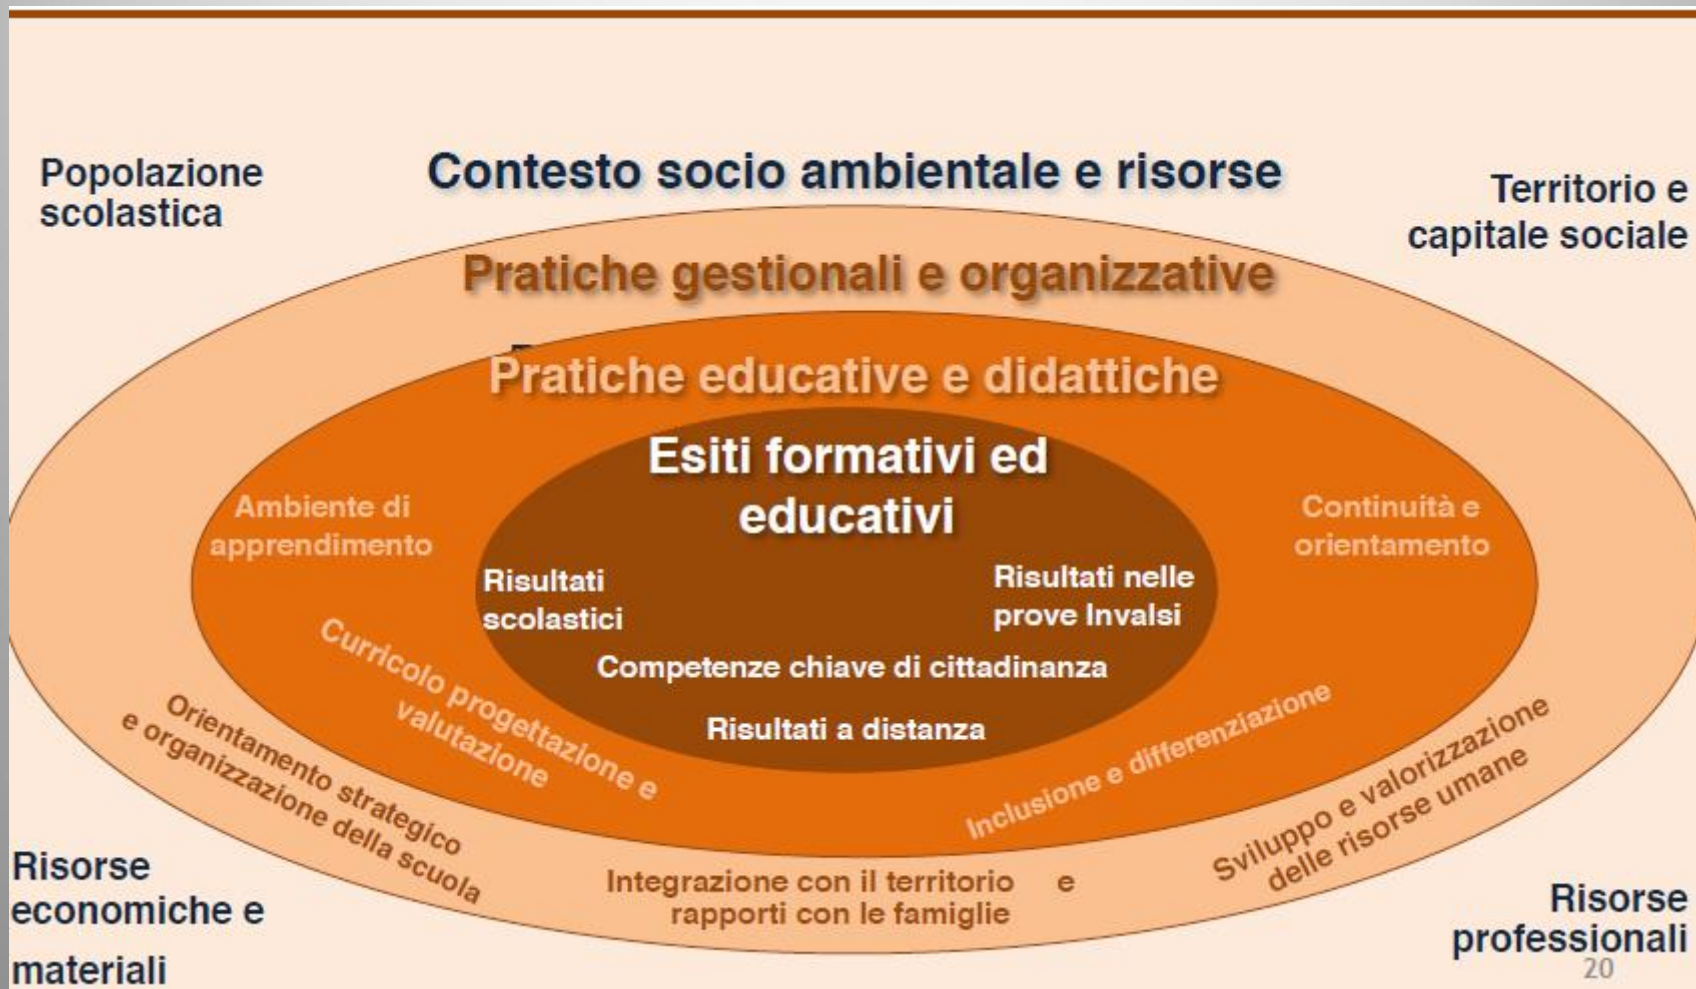 Popolazione
scolastica
Contesto socio ambientale e risorse
Territorio e
capitale sociale
Pratiche gestionali e organizzative
Pratiche educative e didattiche
Esiti formativi ed
educativi
Ambiente di
apprendimento
Continuità e
orientamento
Risultati
scolastici
Risultati nelle
prove Invalsi
Competenze chiave di cittadinanza
Risultati a distanza
Curricolo progettazione e
valutazione
Inclusione e differenziazione
Orientamento strategico
e organizzazione della scuola
Integrazione con il territorio e
rapporti con le famiglie
Sviluppo e valorizzazione
delle risorse umane
Risorse
economiche e
materiali
Risorse
professionali
20